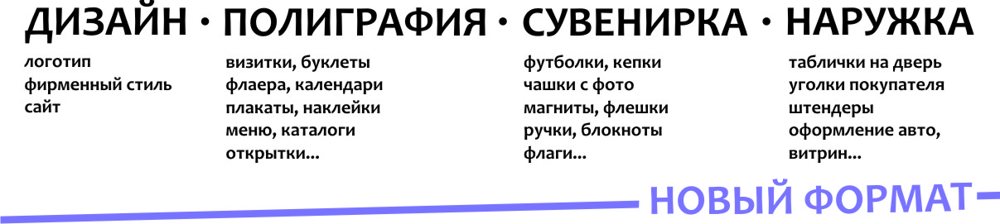 ДИЗАЙН • ПОЛИГРАФИЯ • СУВЕНИРКА • НАРУЖКА
логотип
фирменный стиль
сайт
визитки, буклеты
флаера, календари
плакаты, наклейки
меню, каталоги
открытки...
футболки, кепки
чашки с фото
магниты, флешки
ручки, блокноты
флаги...
таблички на дверь
уголки покупателя
штендеры
оформление авто,
витрин...
НОВЫЙ ФОРМАТ